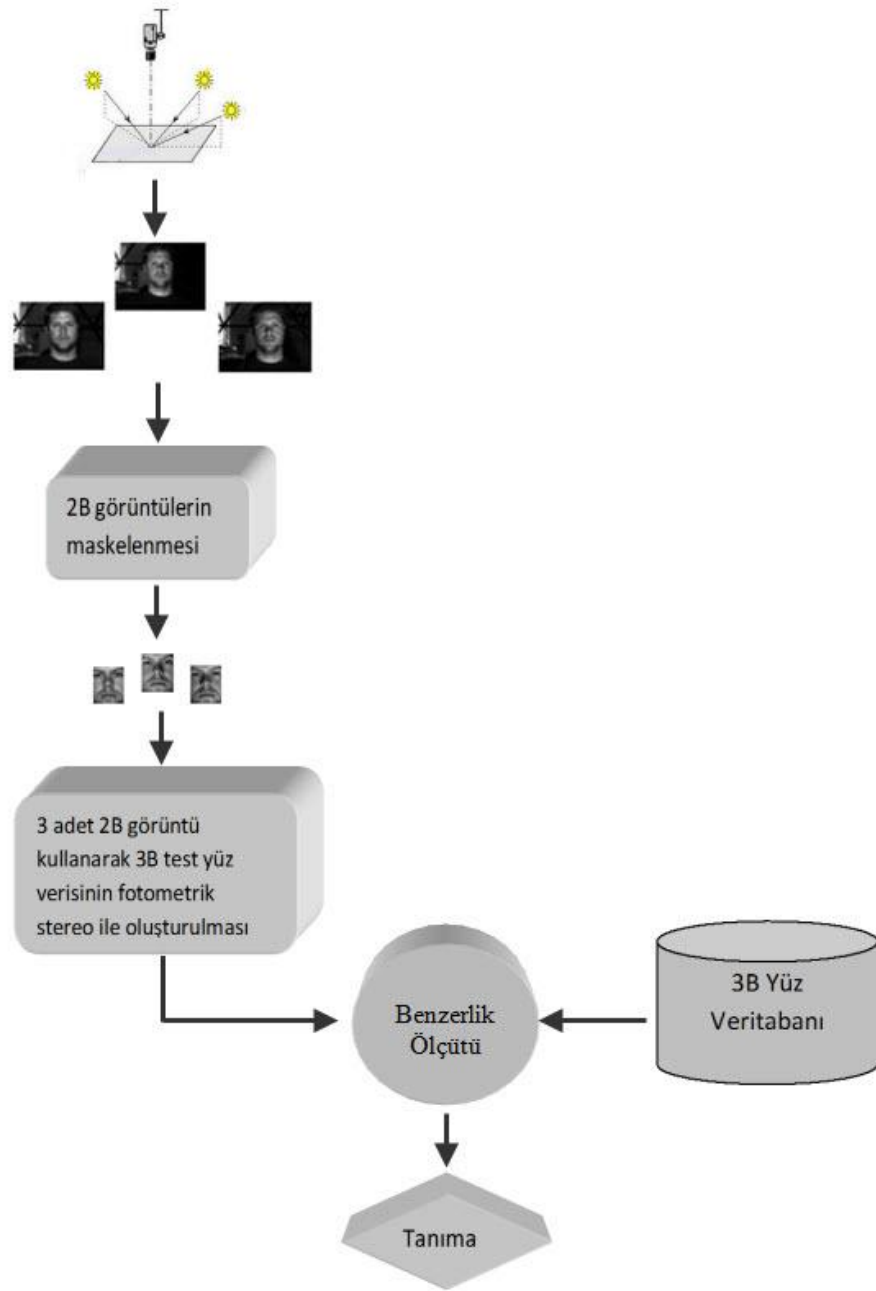 2B görüntülerin
maskelenmesi
3 adet 2B görüntü
kullanarak 3B test yüz
verisinin fotometrik
stereo ile oluşturulması
Benzerlik
Ölçütü
3B Yüz
Veritabanı
Tanıma